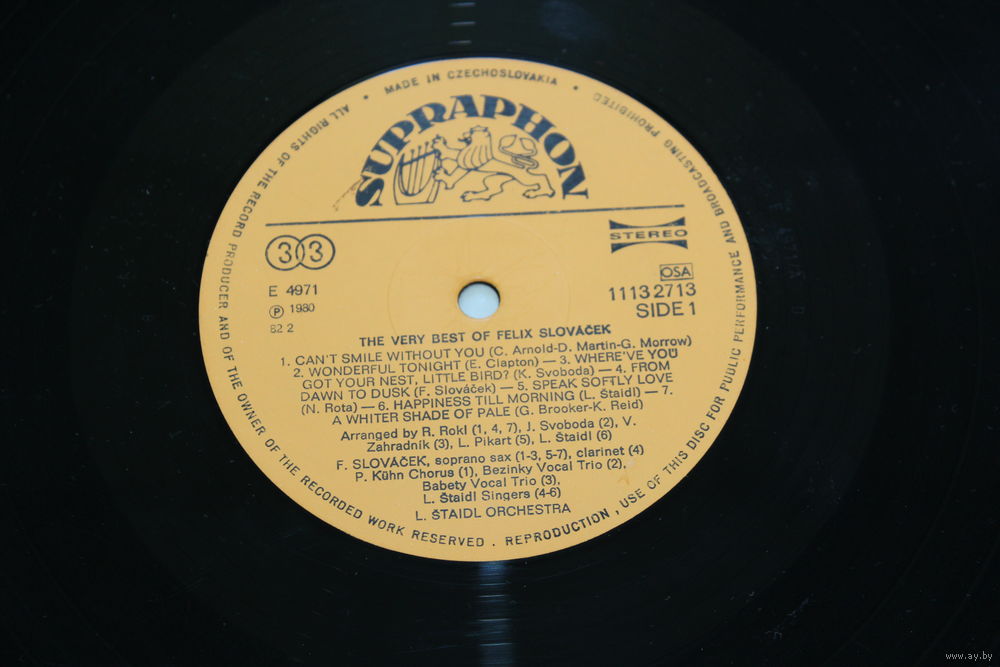 MADE IN CZECHOSLOVAKIA
SUPRAPHON
33
STEREO
E 4971
Ⓟ 1980
82 2
OSA
1113 2713
SIDE 1
THE VERY BEST OF FELIX SLOVÁČEK
1. CAN'T SMILE WITHOUT YOU (C. Arnold-D. Martin-G. Morrow)
2. WONDERFUL TONIGHT (E. Clapton) — 3. WHERE'VE YOU
GOT YOUR NEST, LITTLE BIRD? (K. Svoboda) — 4. FROM
DAWN TO DUSK (F. Slováček) — 5. SPEAK SOFTLY LOVE
(N. Rota) — 6. HAPPINESS TILL MORNING (L. Štaidl) — 7.
A WHITER SHADE OF PALE (G. Brooker-K. Reid)
Arranged by R. Rokl (1, 4, 7), J. Svoboda (2), V.
Zahradník (3), L. Pikart (5), L. Štaidl (6)
F. SLOVÁČEK, soprano sax (1-3, 5-7), clarinet (4)
P. Kühn Chorus (1), Bezinky Vocal Trio (2),
Babety Vocal Trio (3),
L. Štaidl Singers (4-6)
L. ŠTAIDL ORCHESTRA
ALL RIGHTS OF THE RECORD PRODUCER AND OF THE OWNER OF THE RECORDED WORK RESERVED . REPRODUCTION , USE OF THIS DISC FOR PUBLIC PERFORMANCE AND BROADCASTING PROHIBITED
www.ay.by